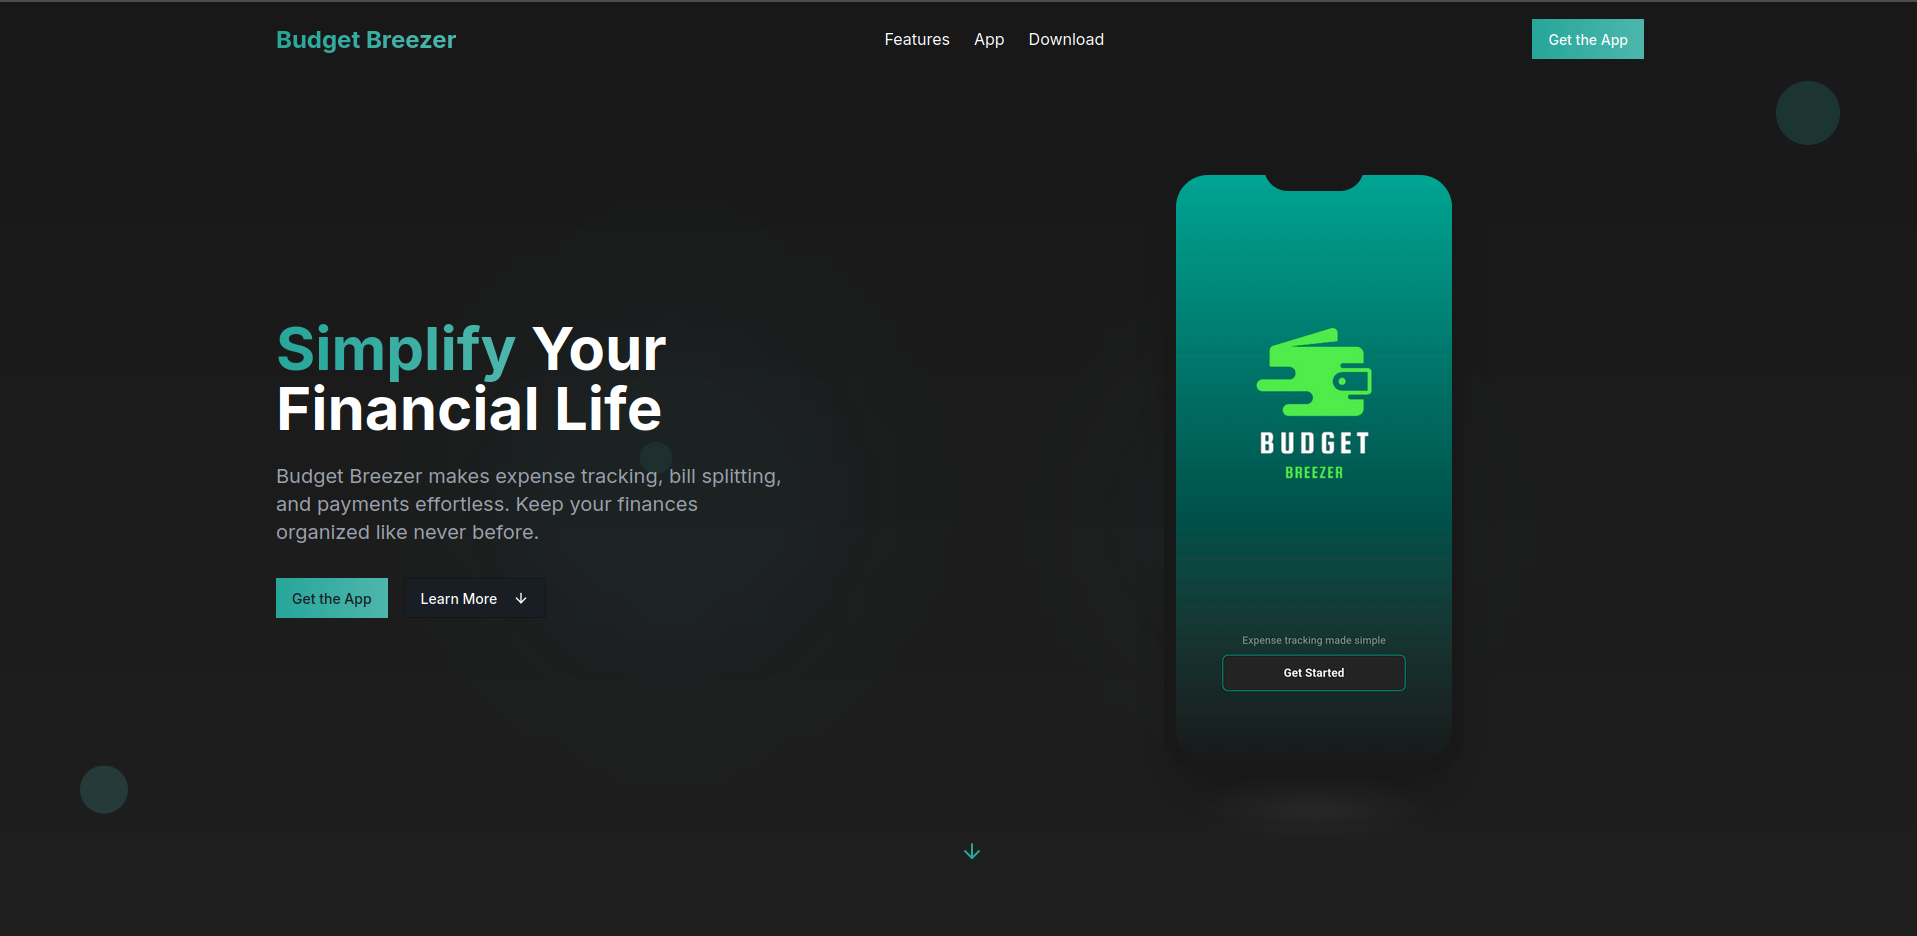 Budget Breezer
Features
App
Download
Get the App
Simplify Your
Financial Life
Budget Breezer makes expense tracking, bill splitting,
and payments effortless. Keep your finances
organized like never before.
Get the App
Learn More
BUDGET
BREEZER
Expense tracking made simple
Get Started